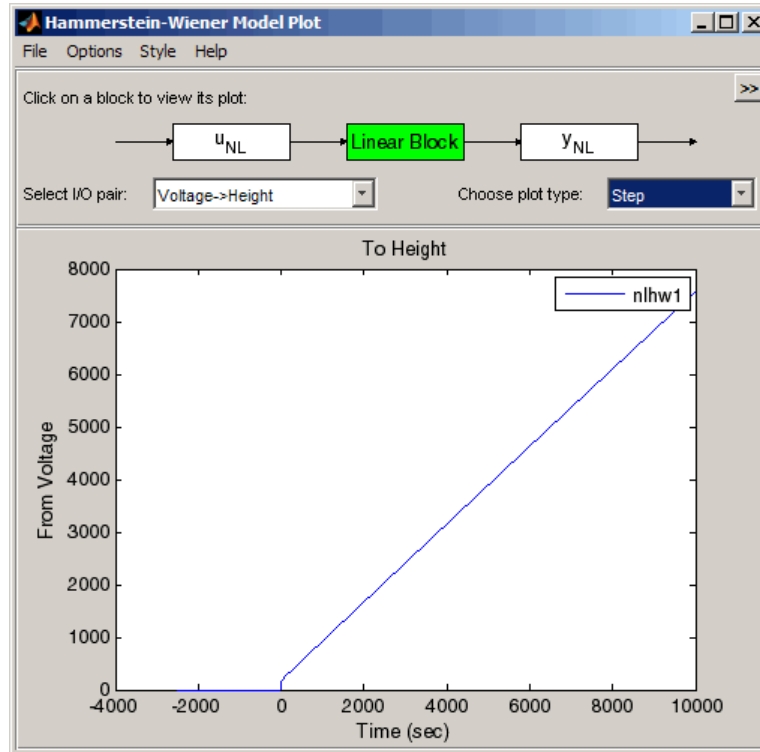 Hammerstein-Wiener Model Plot
File Options Style Help
Click on a block to view its plot:
>>
uNL Linear Block yNL
Select I/O pair: Voltage->Height Choose plot type: Step
To Height
nlhw1
8000
7000
6000
5000
4000
3000
2000
1000
0
From Voltage
-4000 -2000 0 2000 4000 6000 8000 10000
Time (sec)